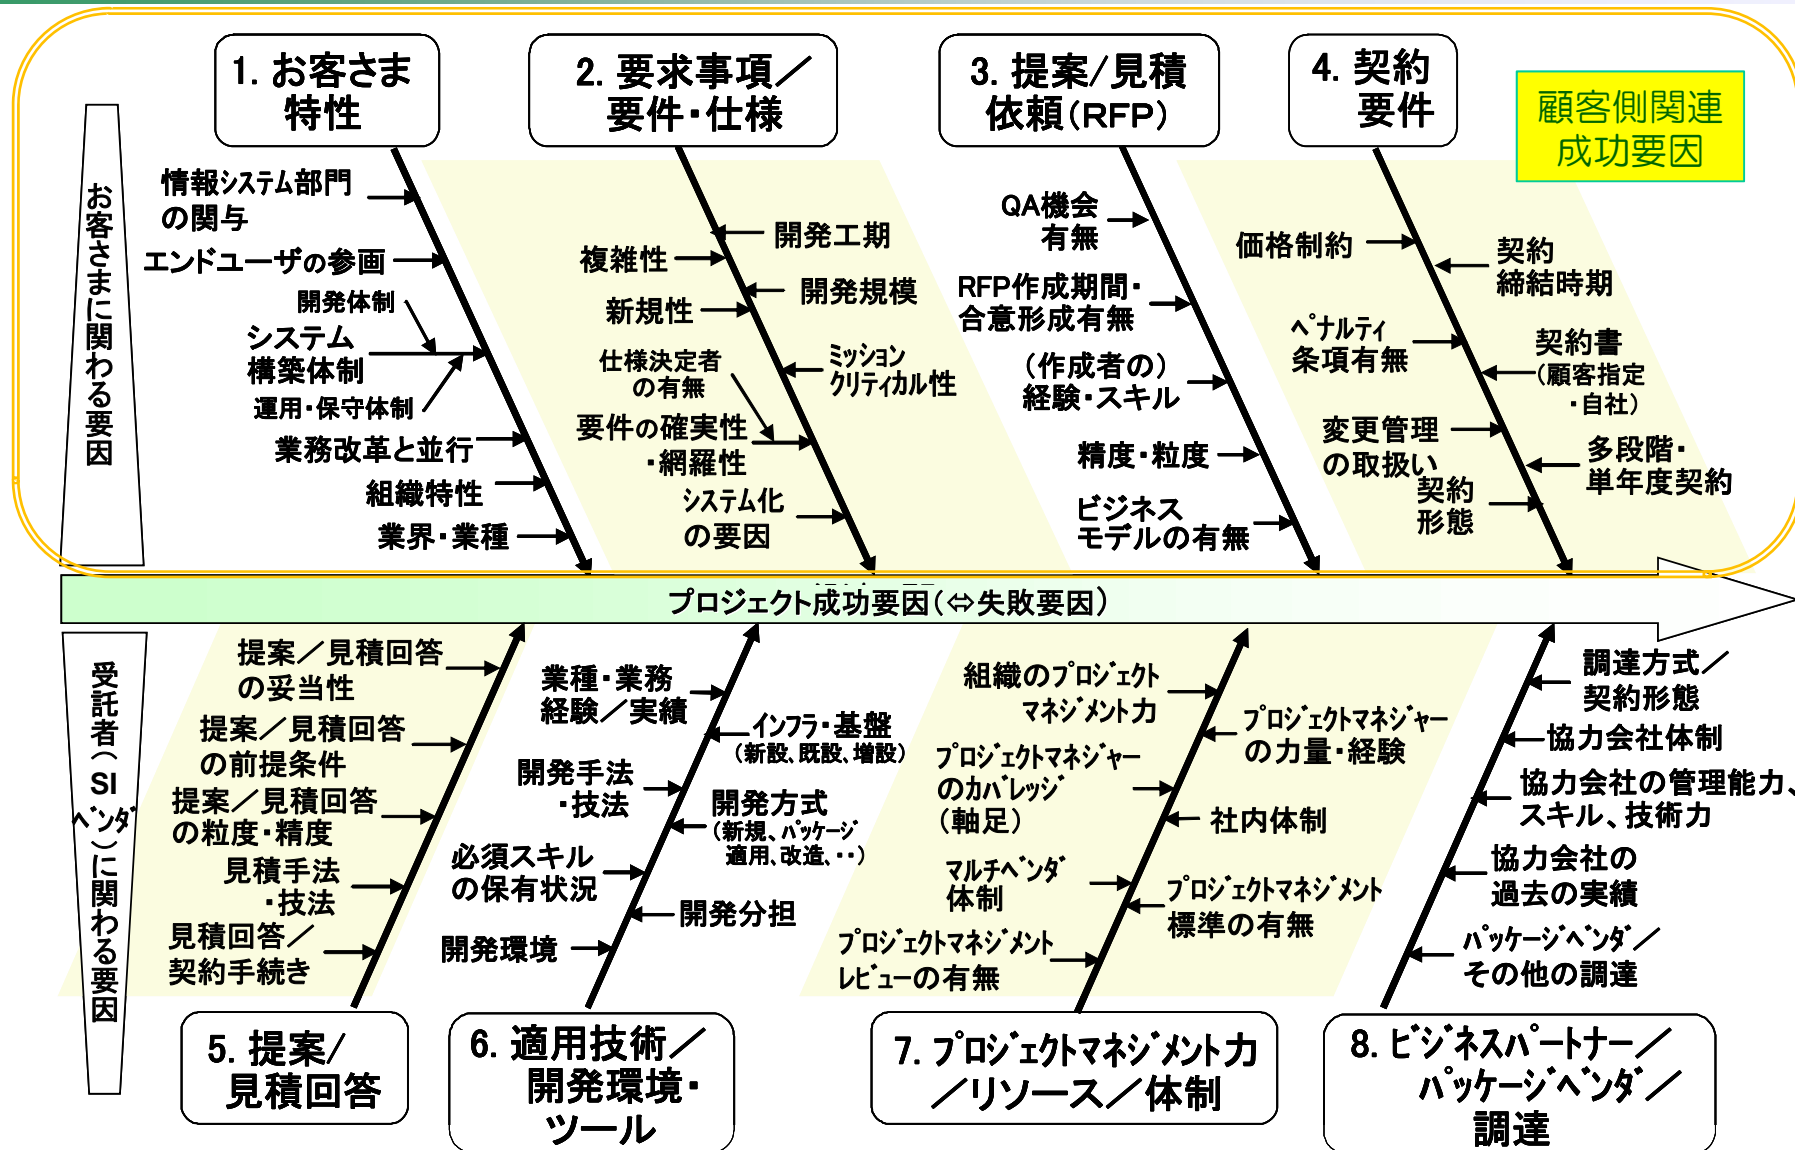 1. お客さま
特性
2. 要求事項／
要件・仕様
3. 提案/見積
依頼(RFP)
4. 契約
要件
顧客側関連
成功要因
お客さまに関わる要因
情報システム部門
の関与
エンドユーザの参画
開発体制
システム
構築体制
運用・保守体制
業務改革と並行
組織特性
業界・業種
開発工期
複雑性
開発規模
新規性
仕様決定者
の有無
ミッション
クリティカル性
要件の確実性
・網羅性
システム化
の要因
QA機会
有無
RFP作成期間・
合意形成有無
(作成者の)
経験・スキル
精度・粒度
ビジネス
モデルの有無
価格制約
契約
締結時期
ペナルティ
条項有無
契約書
(顧客指定
・自社)
変更管理
の取扱い
多段階・
単年度契約
契約
形態
プロジェクト成功要因(⇔失敗要因)
受託者(SIベンダ)に関わる要因
提案／見積回答
の妥当性
提案／見積回答
の前提条件
提案／見積回答
の粒度・精度
見積手法
・技法
見積回答/
契約手続き
業種・業務
経験／実績
インフラ・基盤
(新設、既設、増設)
開発手法
・技法
開発方式
(新規、パッケージ
適用、改造、・・)
必須スキル
の保有状況
開発分担
開発環境
組織のプロジェクト
マネジメント力
プロジェクトマネジャー
の力量・経験
プロジェクトマネジャー
のカバレッジ
(軸足)
社内体制
マルチベンダ
体制
プロジェクトマネジメント
標準の有無
プロジェクトマネジメント
レビューの有無
調達方式／
契約形態
協力会社体制
協力会社の管理能力、
スキル、技術力
協力会社の
過去の実績
パッケージベンダ／
その他の調達
5. 提案/
見積回答
6. 適用技術／
開発環境・
ツール
7. プロジェクトマネジメント力
／リソース／体制
8. ビジネスパートナー／
パッケージベンダ／
調達